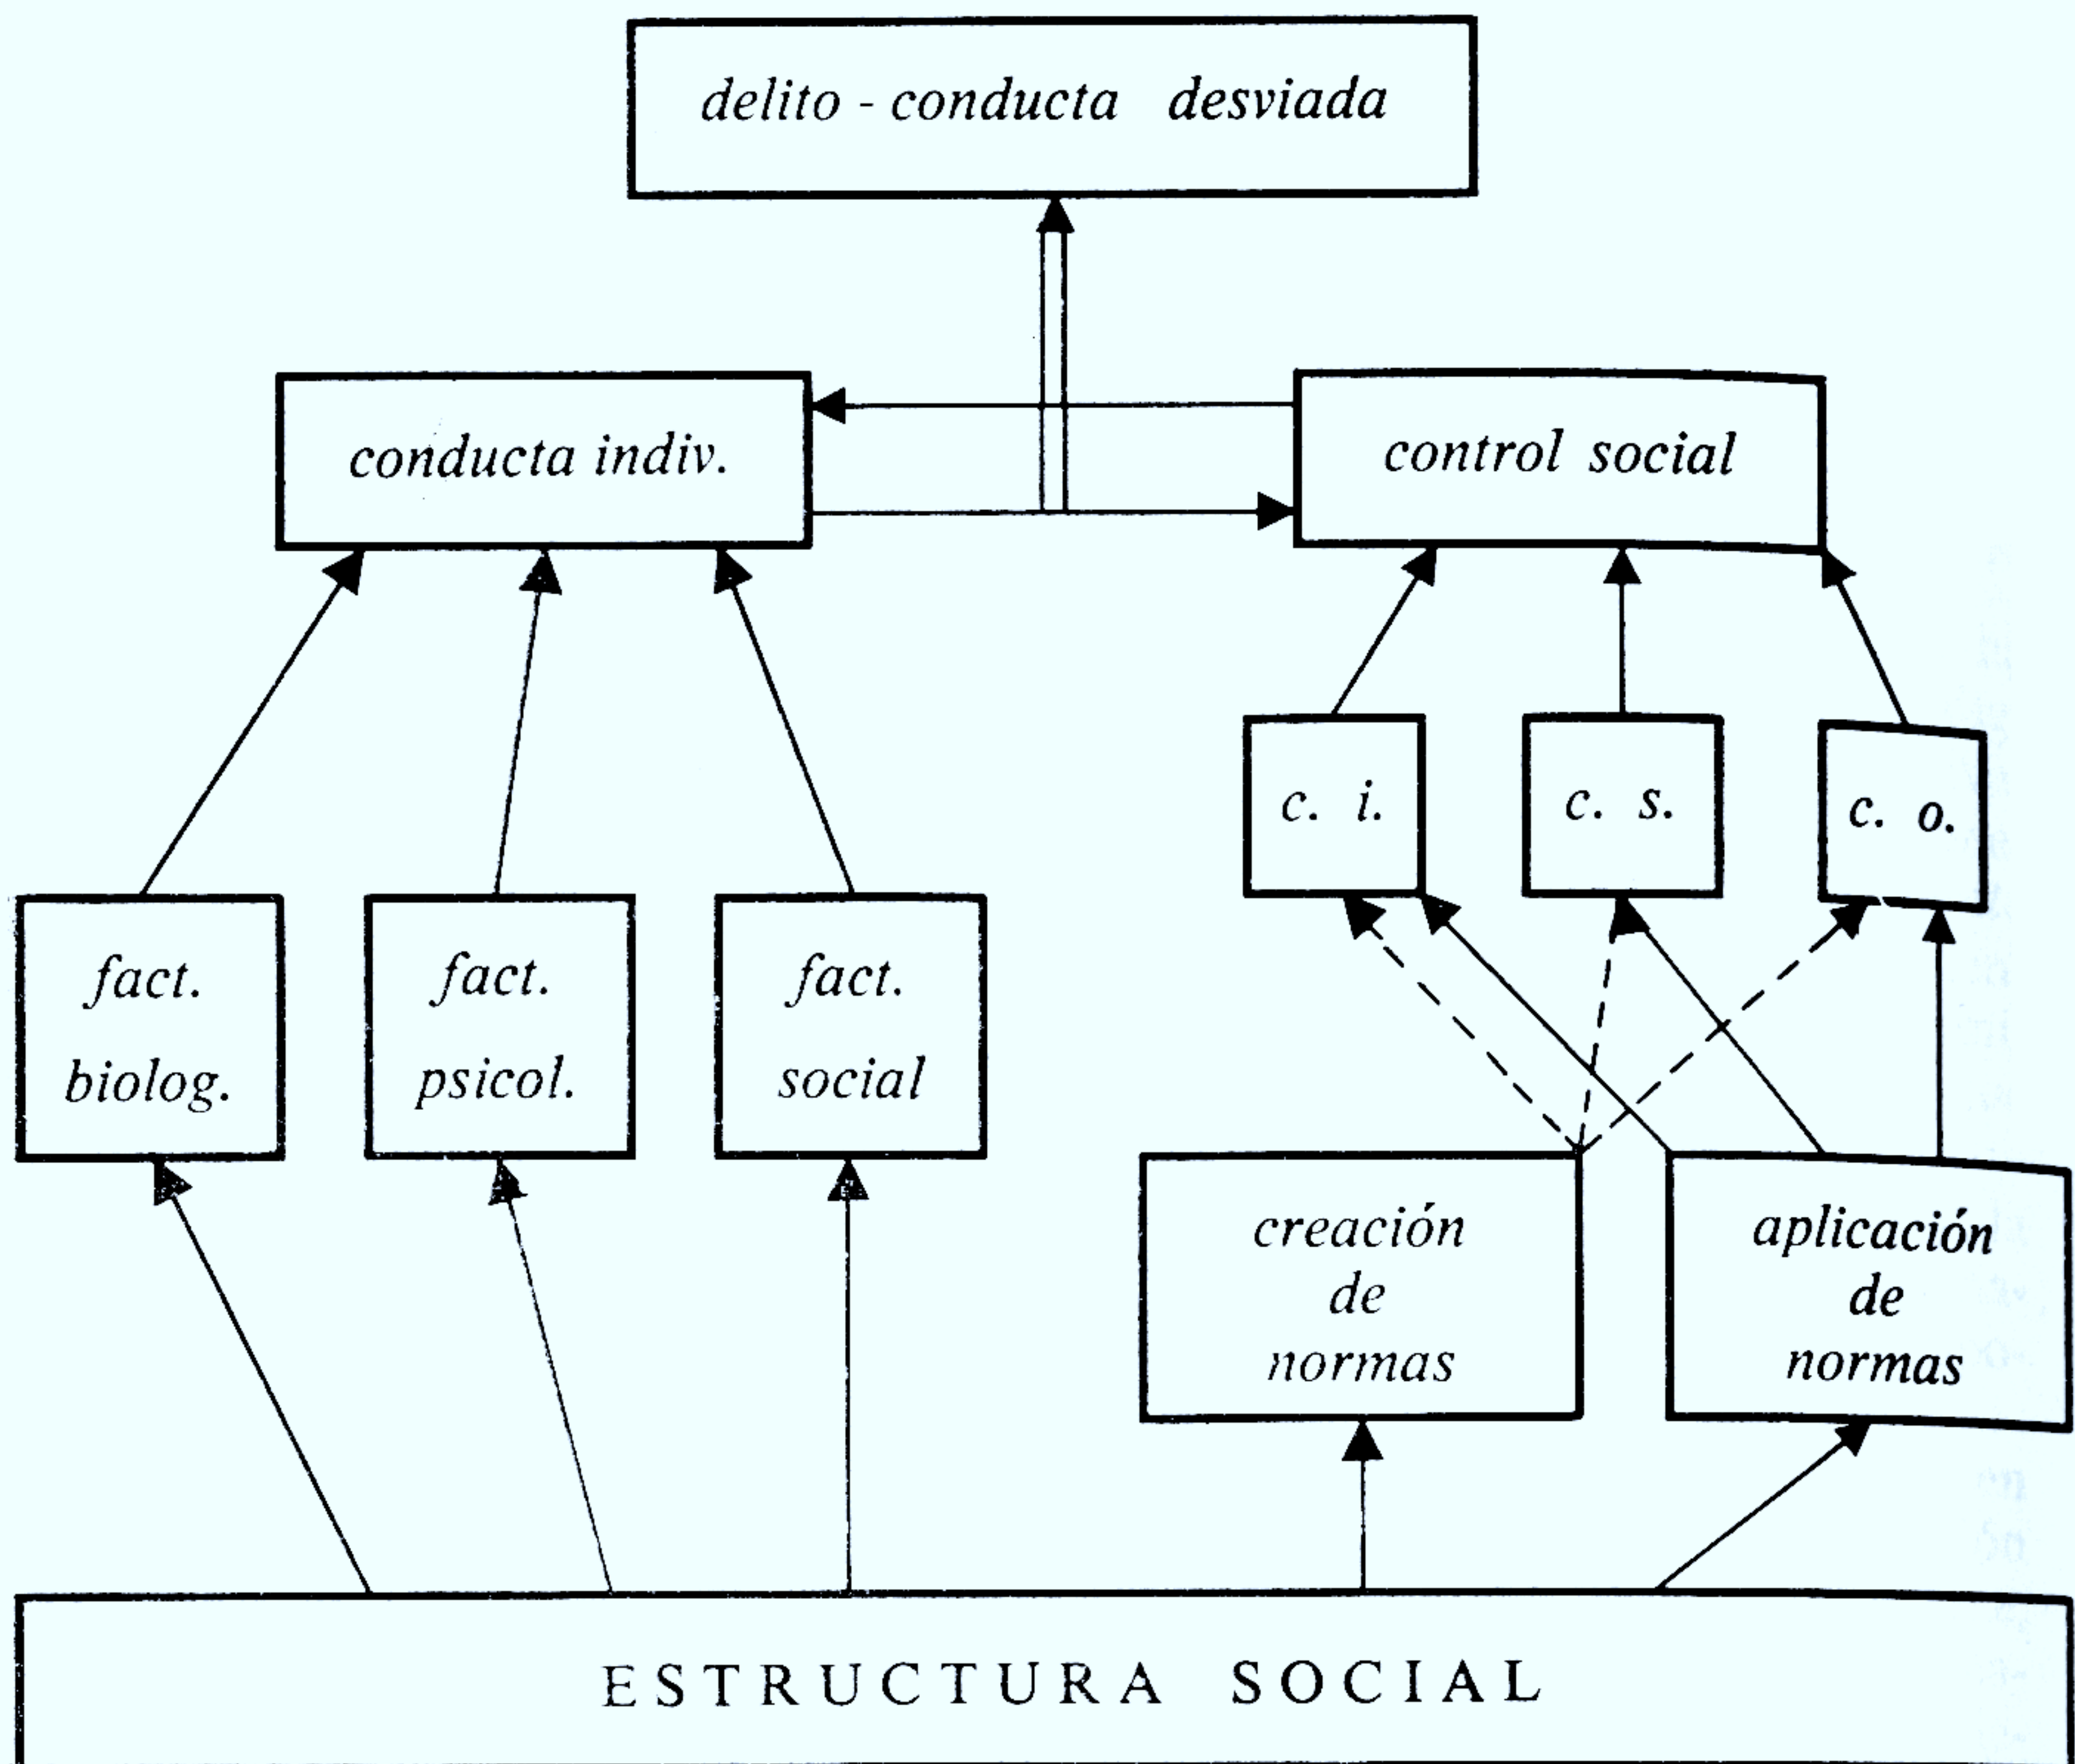 delito - conducta desviada
conducta indiv.
control social
c. i.
c. s.
c. o.
fact.
biolog.
fact.
psicol.
fact.
social
creación
de
normas
aplicación
de
normas
ESTRUCTURA SOCIAL